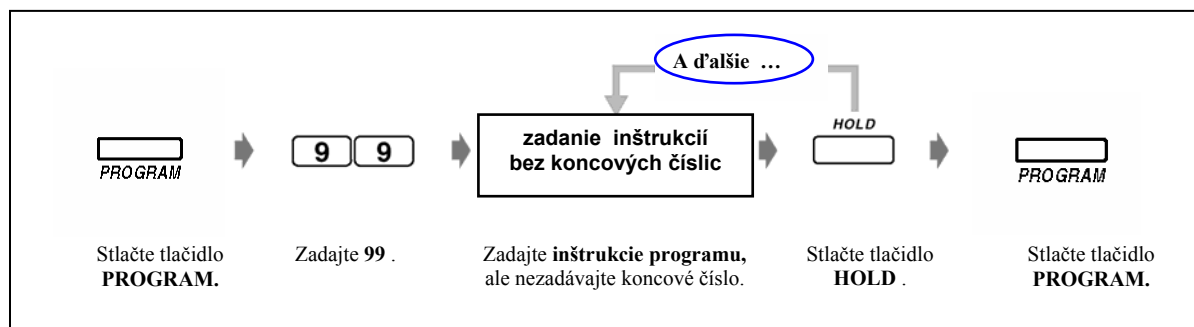 A ďalšie …
HOLD
zadanie inštrukcií
bez koncových číslic
9 9
PROGRAM
PROGRAM
Stlačte tlačidlo
PROGRAM.
Zadajte 99 .
Zadajte inštrukcie programu,
ale nezadávajte koncové číslo.
Stlačte tlačidlo
HOLD .
Stlačte tlačidlo
PROGRAM.